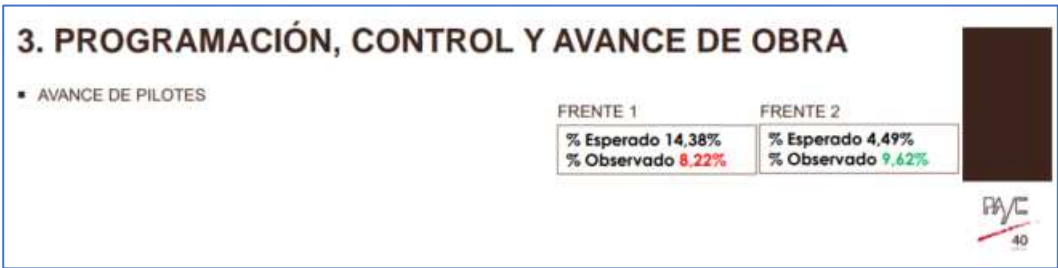 3. PROGRAMACIÓN, CONTROL Y AVANCE DE OBRA
▪ AVANCE DE PILOTES
FRENTE 1
% Esperado 14,38%
% Observado 8,22%
FRENTE 2
% Esperado 4,49%
% Observado 9,62%
PAYC
40